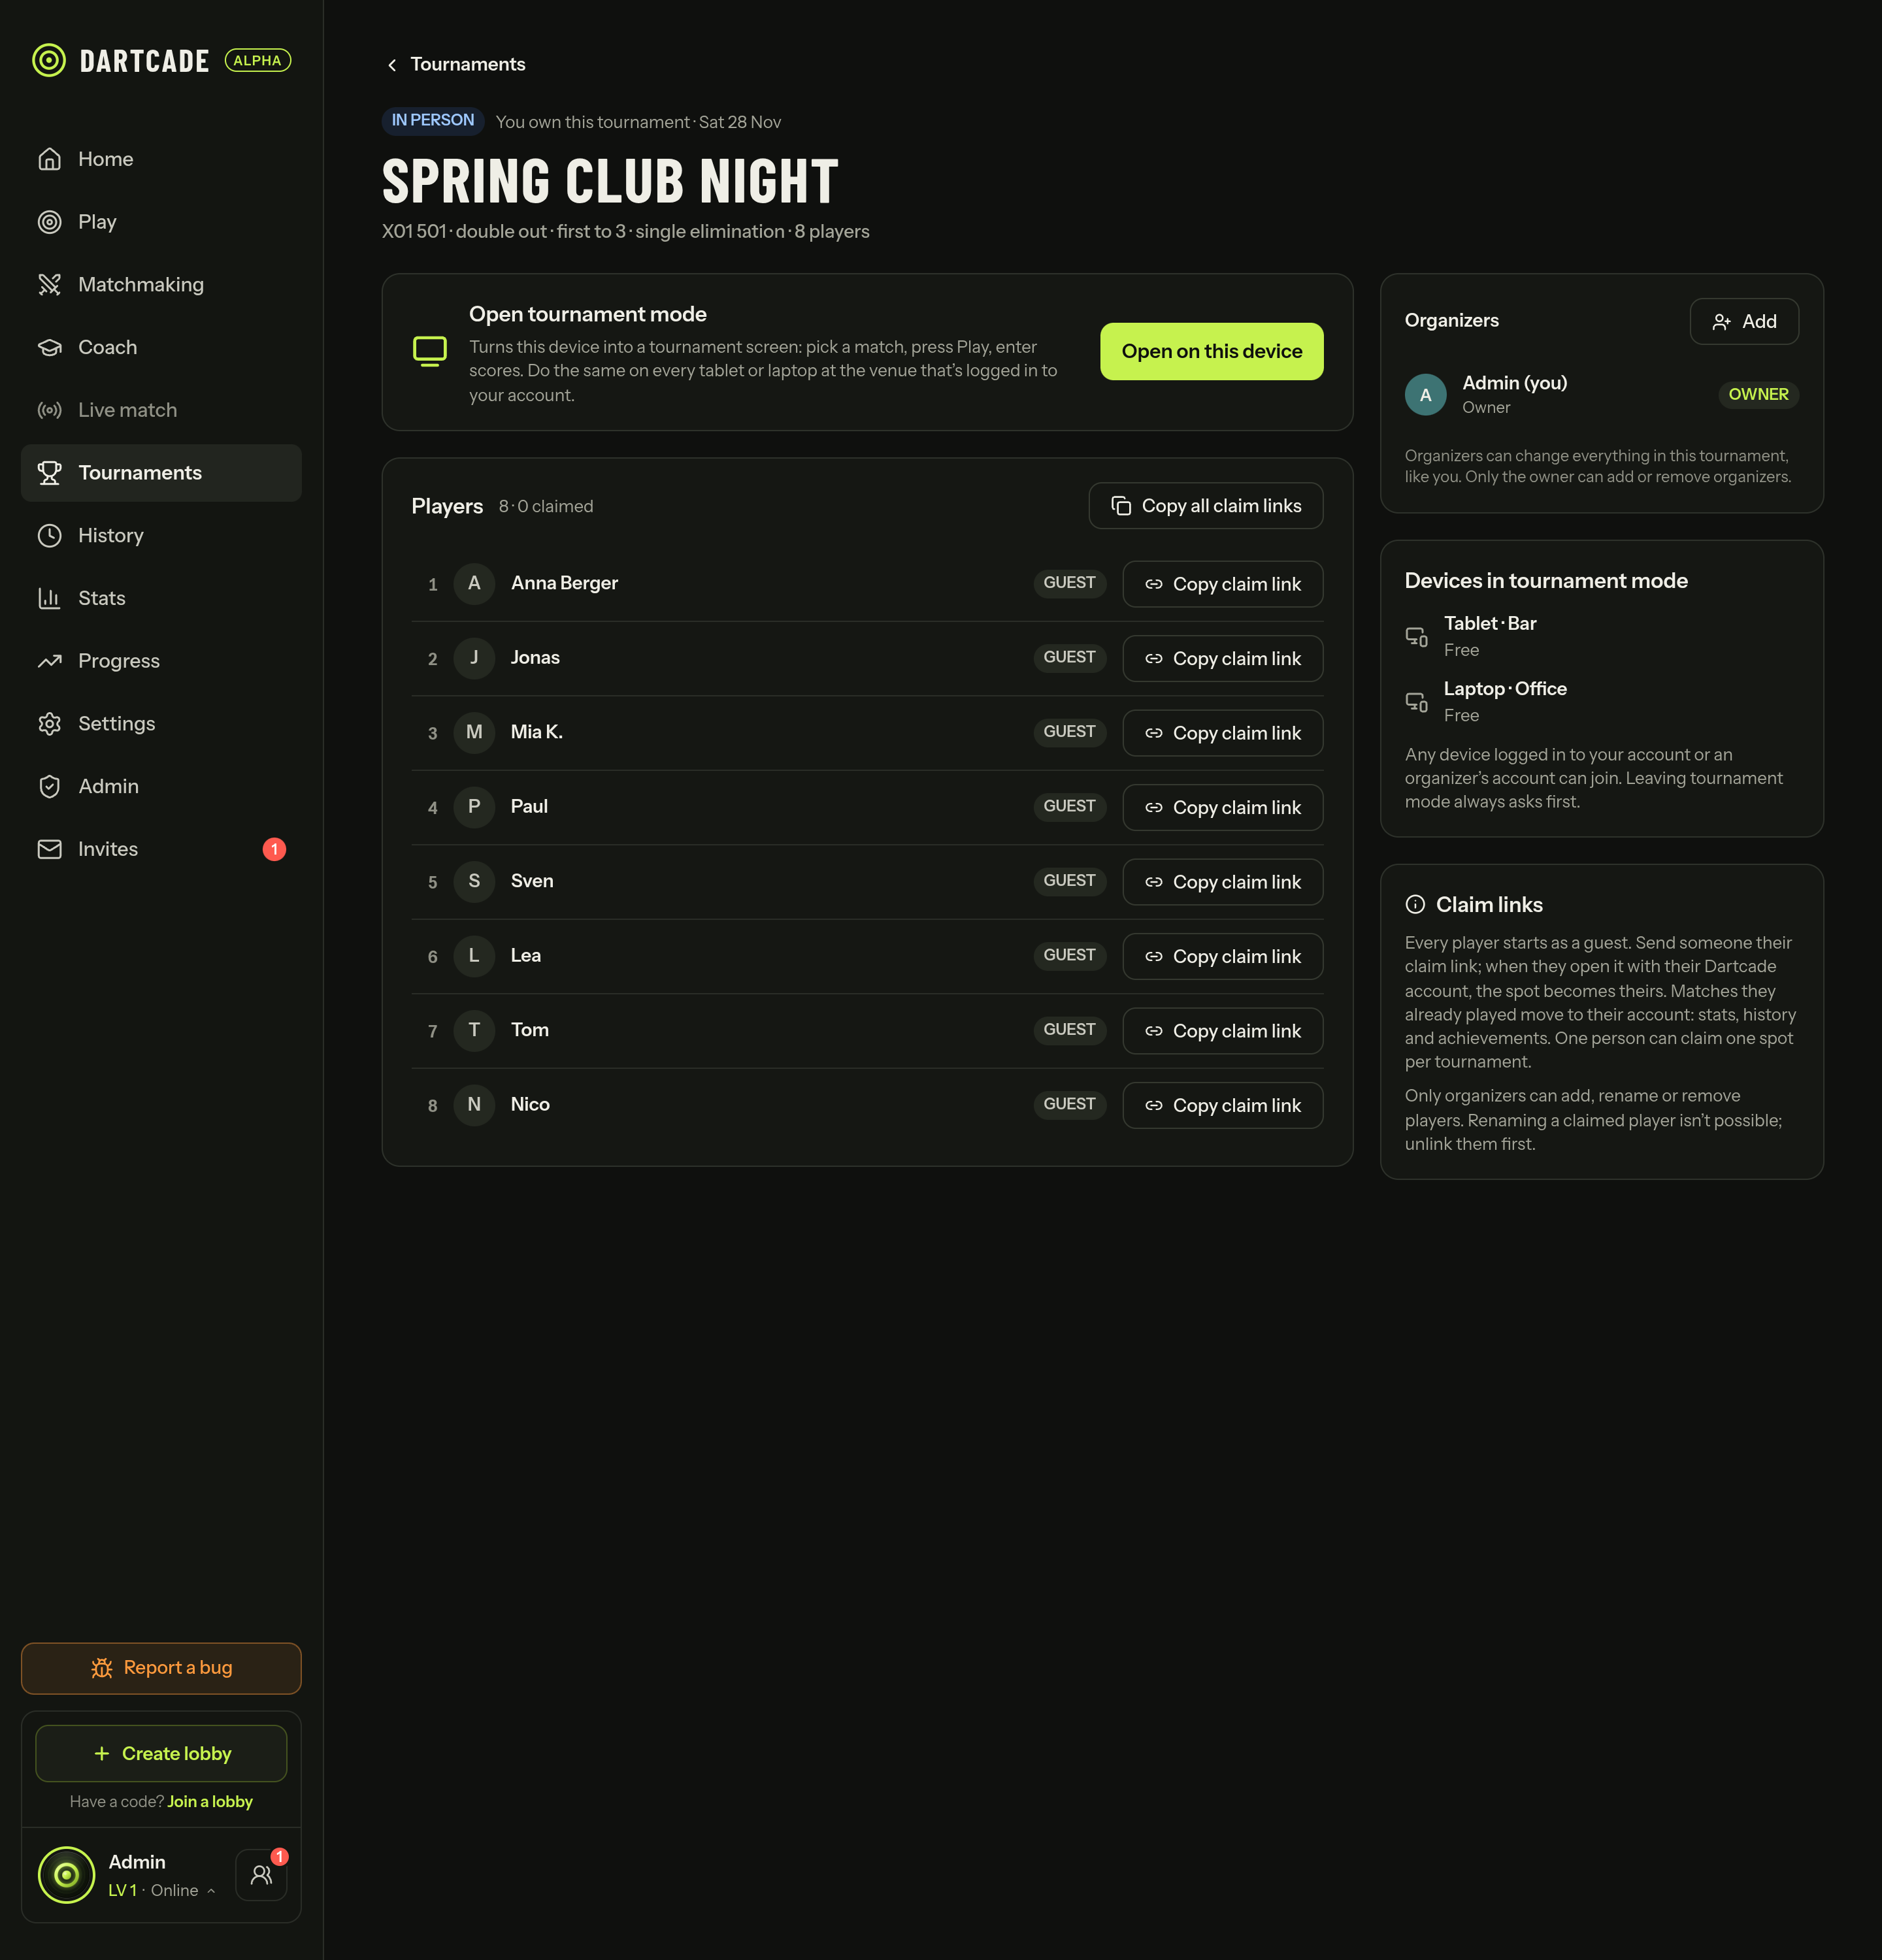 DARTCADE ALPHA
Home
Play
Matchmaking
Coach
Live match
Tournaments
History
Stats
Progress
Settings
Admin
Invites 1
Report a bug
Create lobby
Have a code? Join a lobby
Admin
LV 1 · Online
1
Tournaments
IN PERSON You own this tournament · Sat 28 Nov
SPRING CLUB NIGHT
X01 501 · double out · first to 3 · single elimination · 8 players
Open tournament mode
Turns this device into a tournament screen: pick a match, press Play, enter
scores. Do the same on every tablet or laptop at the venue that’s logged in to
your account.
Open on this device
Players 8 · 0 claimed Copy all claim links
1 A Anna Berger GUEST Copy claim link
2 J Jonas GUEST Copy claim link
3 M Mia K. GUEST Copy claim link
4 P Paul GUEST Copy claim link
5 S Sven GUEST Copy claim link
6 L Lea GUEST Copy claim link
7 T Tom GUEST Copy claim link
8 N Nico GUEST Copy claim link
Organizers Add
A Admin (you) OWNER
Owner
Organizers can change everything in this tournament,
like you. Only the owner can add or remove organizers.
Devices in tournament mode
Tablet · Bar
Free
Laptop · Office
Free
Any device logged in to your account or an
organizer’s account can join. Leaving tournament
mode always asks first.
Claim links
Every player starts as a guest. Send someone their
claim link; when they open it with their Dartcade
account, the spot becomes theirs. Matches they
already played move to their account: stats, history
and achievements. One person can claim one spot
per tournament.
Only organizers can add, rename or remove
players. Renaming a claimed player isn’t possible;
unlink them first.